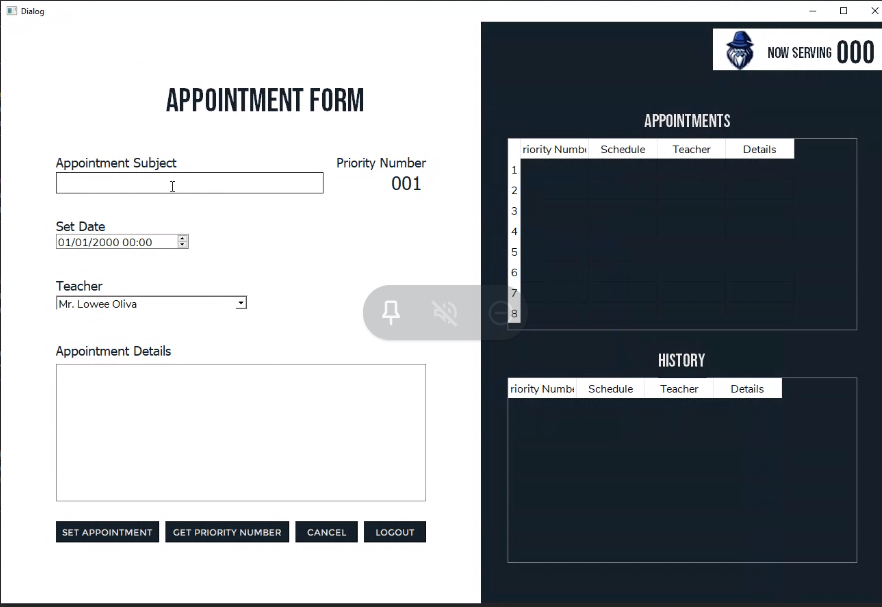 Dialog
NOW SERVING 000
APPOINTMENT FORM
Appointment Subject
Priority Number
001
Set Date
01/01/2000 00:00
Teacher
Mr. Lowee Oliva
Appointment Details
SET APPOINTMENT
GET PRIORITY NUMBER
CANCEL
LOGOUT
APPOINTMENTS
riority Numb Schedule Teacher Details
1
2
3
4
5
6
7
8
HISTORY
riority Numbe Schedule Teacher Details